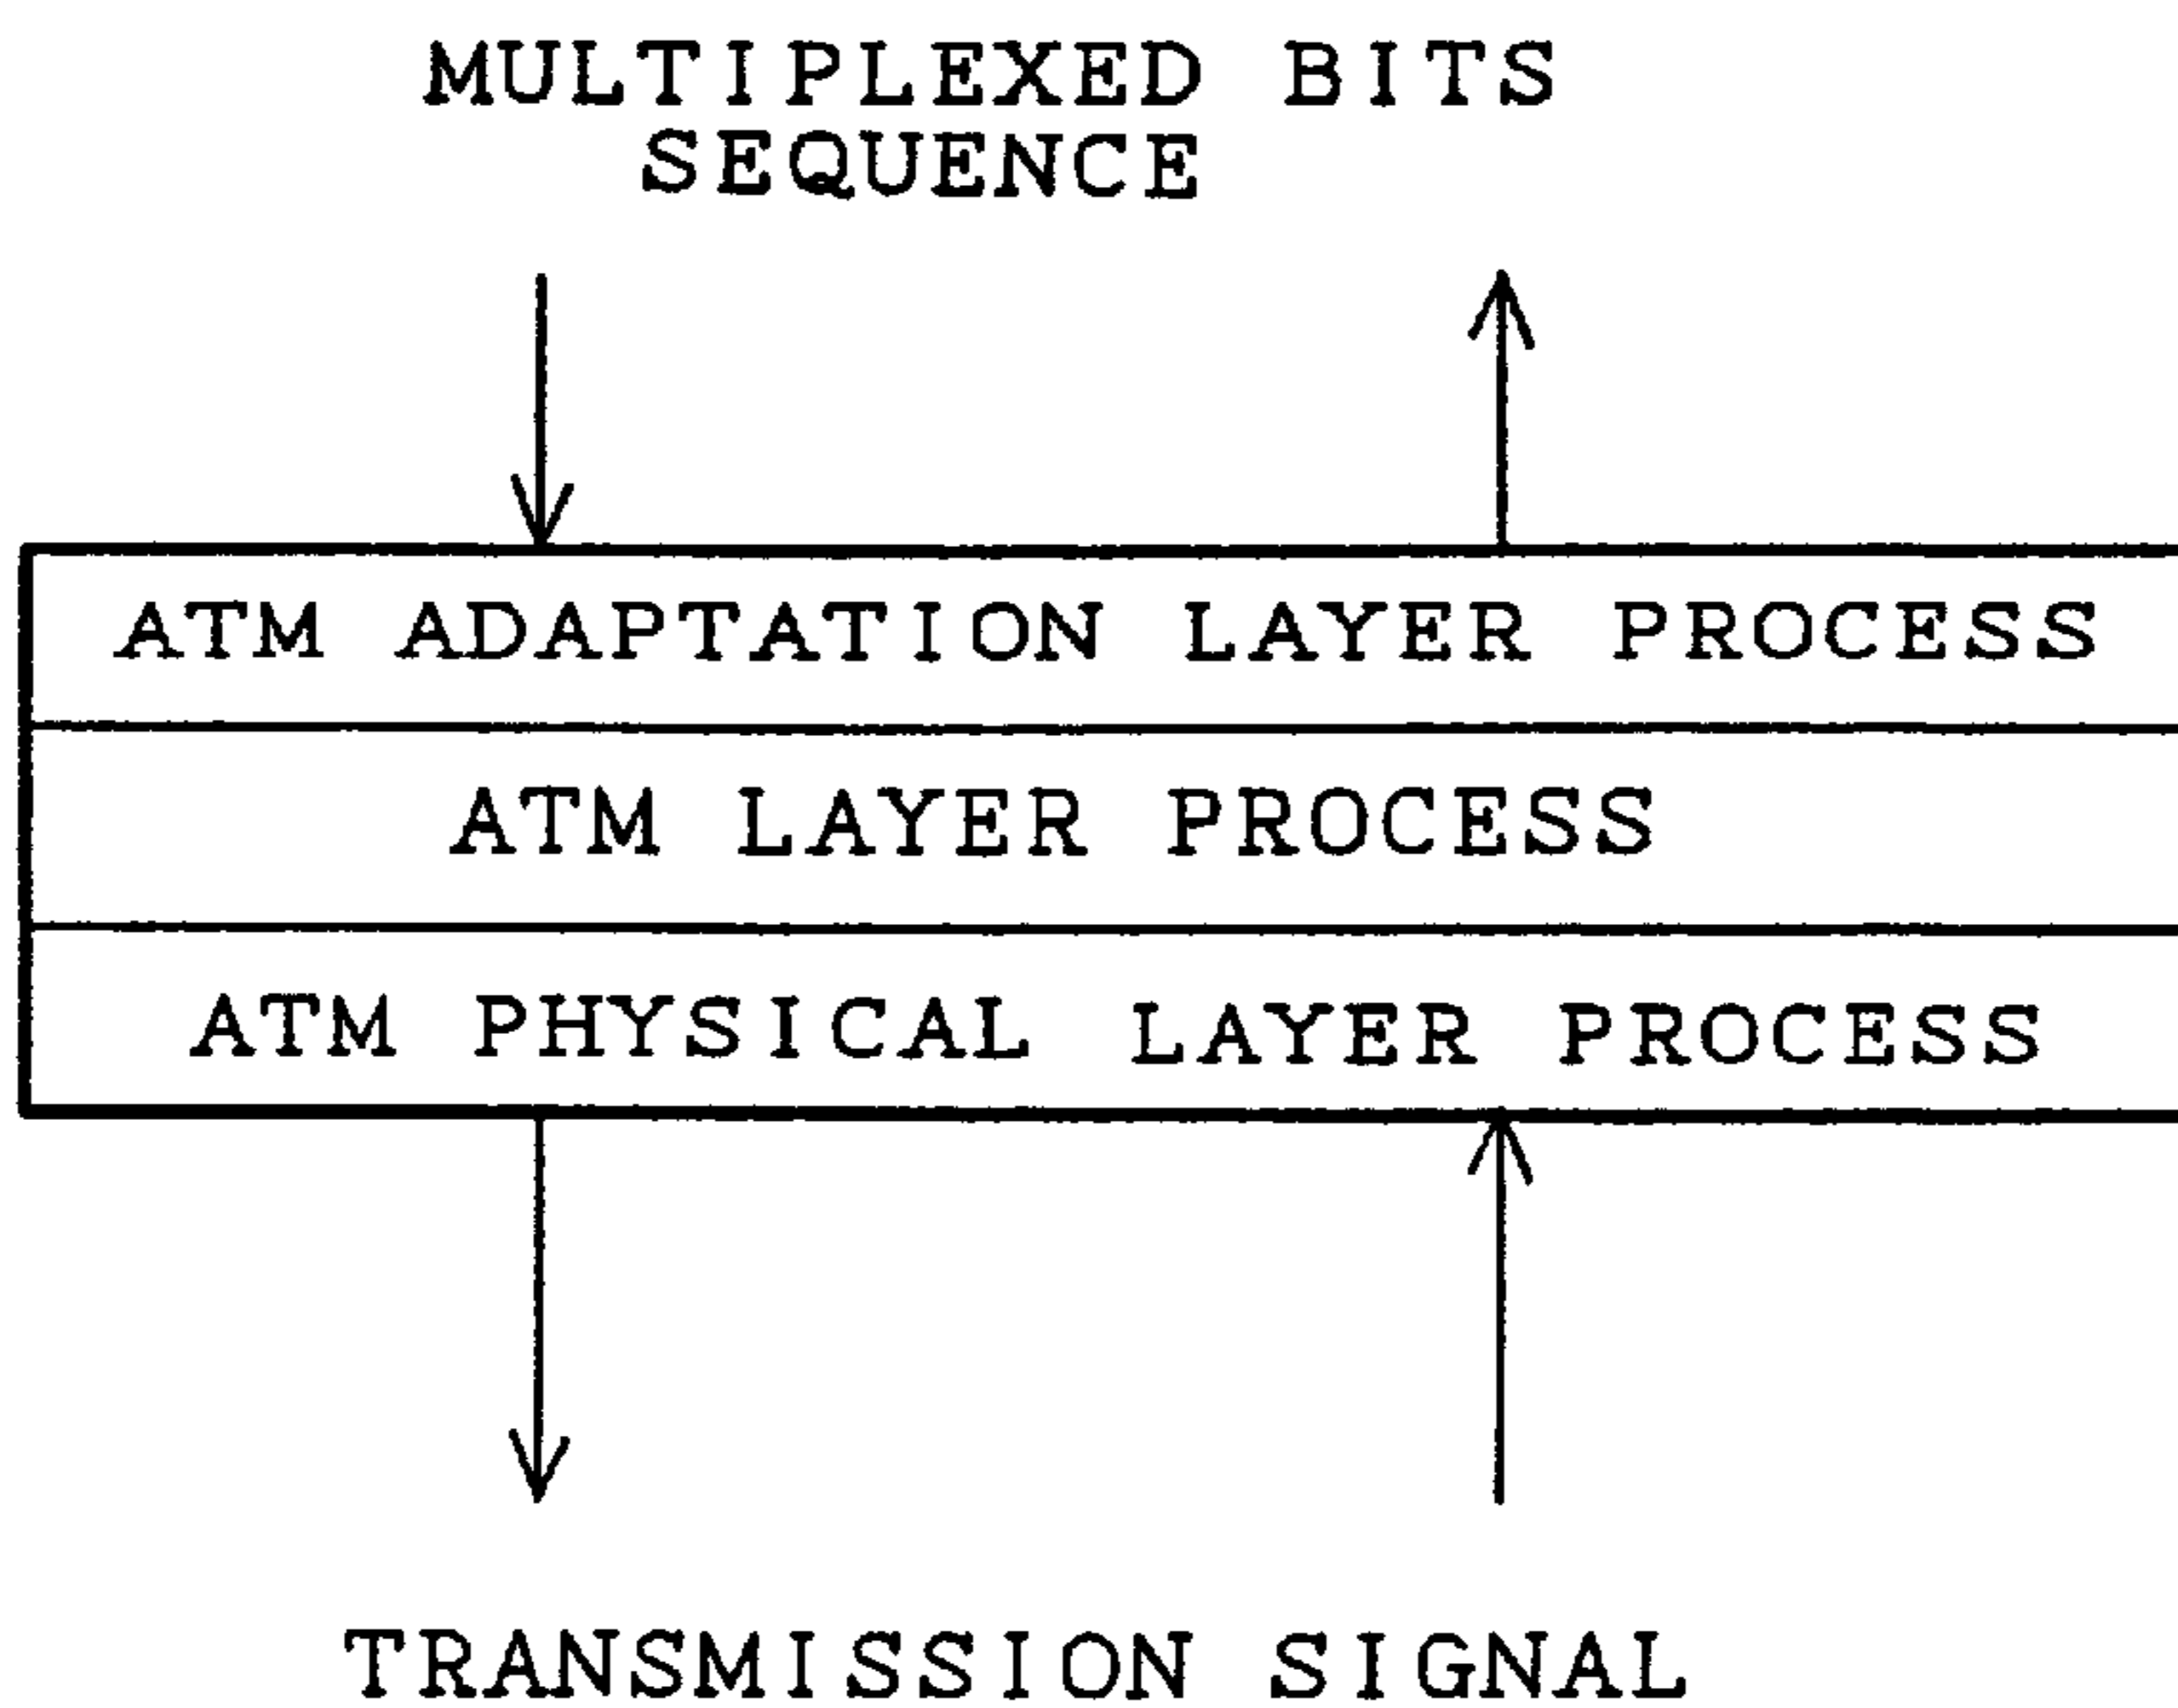 MULTIPLEXED BITS
SEQUENCE
ATM ADAPTATION LAYER PROCESS
ATM LAYER PROCESS
ATM PHYSICAL LAYER PROCESS
TRANSMISSION SIGNAL